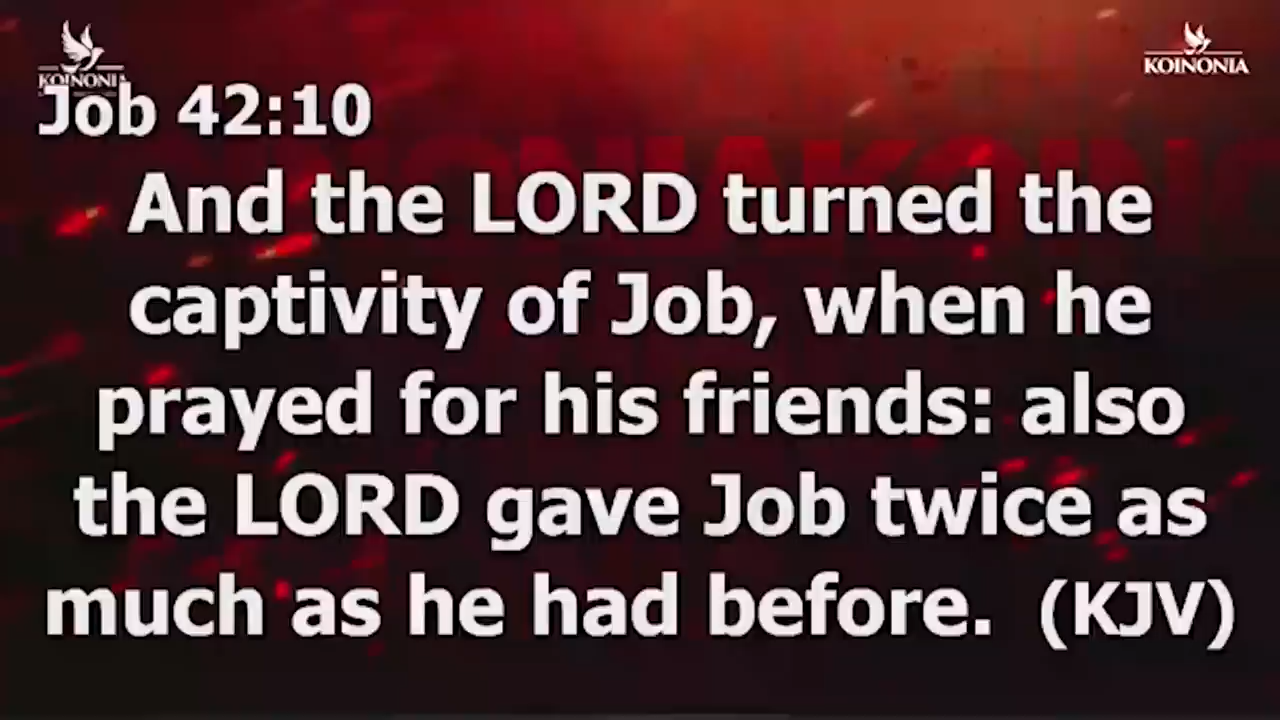 KOINONIA
KOINONIA
Job 42:10
And the LORD turned the
captivity of Job, when he
prayed for his friends: also
the LORD gave Job twice as
much as he had before. (KJV)